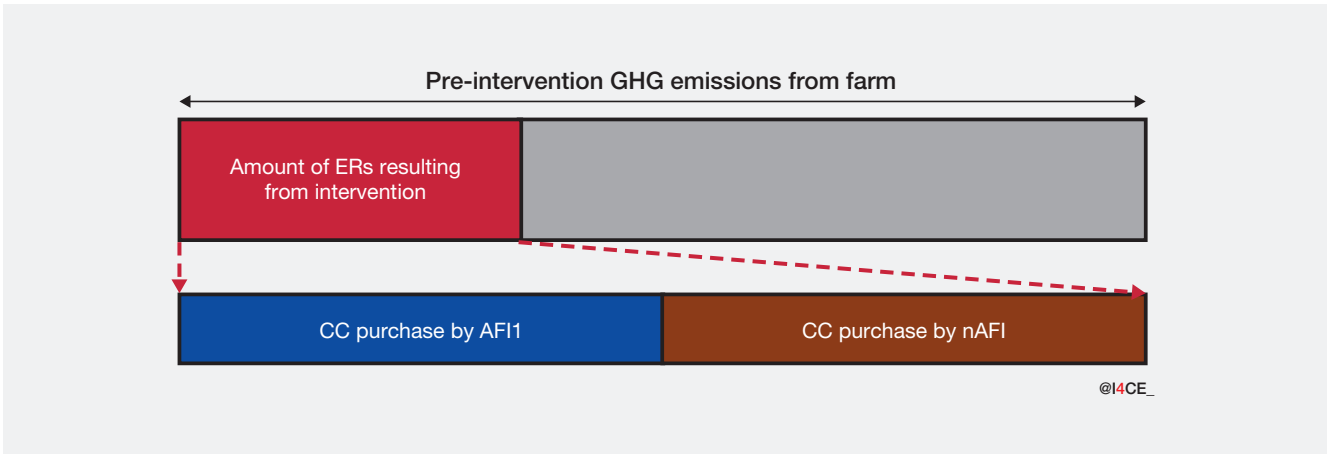 Pre-intervention GHG emissions from farm
Amount of ERs resulting
from intervention
CC purchase by AFI1
CC purchase by nAFI
@I4CE_